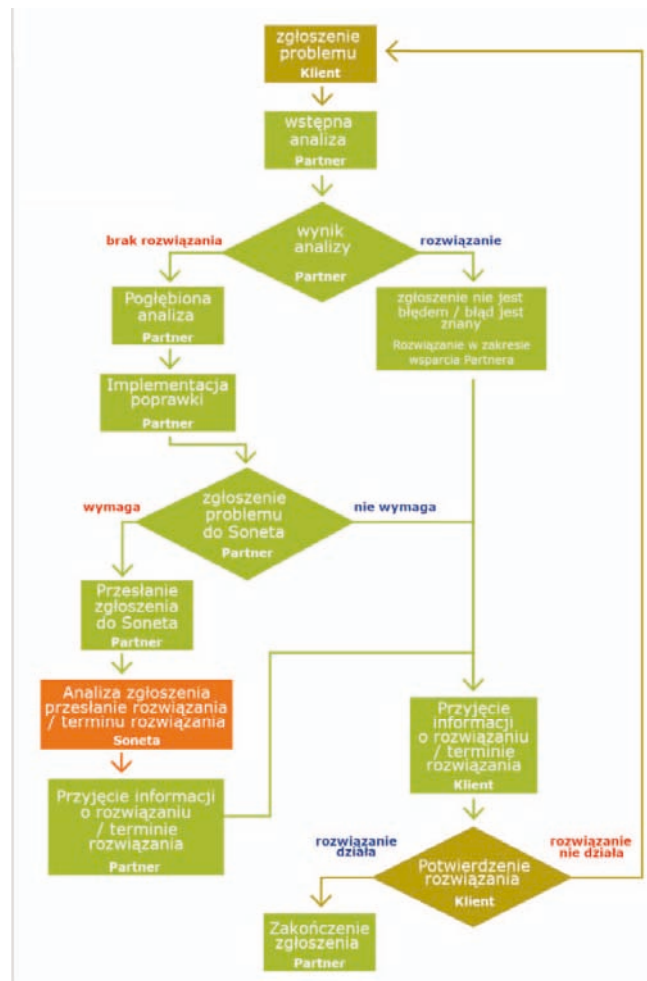 zgłoszenie
problemu
Klient
wstępna
analiza
Partner
wynik
analizy
Partner
brak rozwiązania
rozwiązanie
Pogłębiona
analiza
Partner
zgłoszenie nie jest
błędem / błąd jest
znany
Rozwiązanie w zakresie
wsparcia Partnera
Implementacja
poprawki
Partner
zgłoszenie
problemu
do Soneta
Partner
wymaga
nie wymaga
Przesłanie
zgłoszenia
do Soneta
Partner
Analiza zgłoszenia
przesłanie rozwiązania
/ terminu rozwiązania
Soneta
Przyjęcie informacji
o rozwiązaniu
/ terminie
rozwiązania
Partner
Przyjęcie informacji
o rozwiązaniu
/ terminie
rozwiązania
Klient
rozwiązanie
działa
rozwiązanie
nie działa
Potwierdzenie
rozwiązania
Klient
Zakończenie
zgłoszenia
Partner